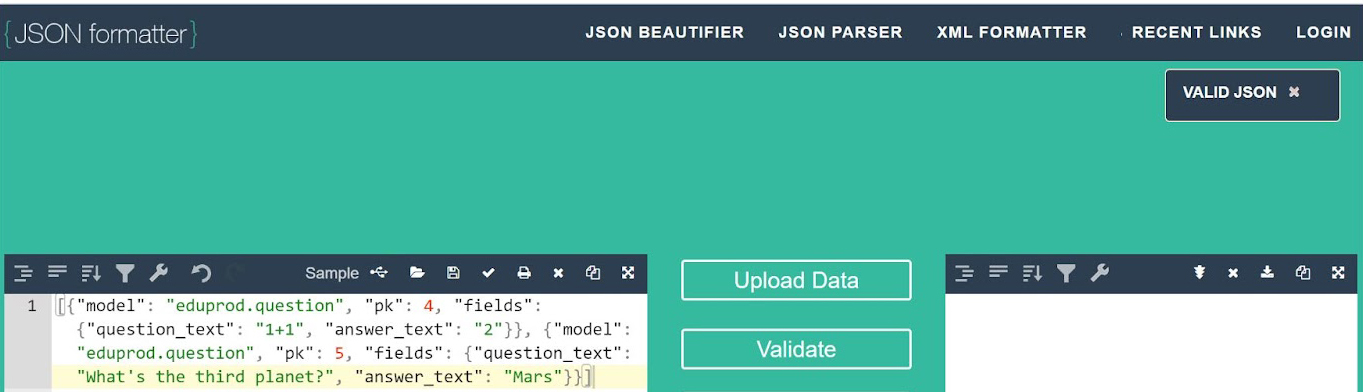 {JSON formatter}
JSON BEAUTIFIER JSON PARSER XML FORMATTER RECENT LINKS LOGIN
VALID JSON ✖
Sample
Upload Data
Validate
1 [{"model": "eduprod.question", "pk": 4, "fields":
{"question_text": "1+1", "answer_text": "2"}}, {"model":
"eduprod.question", "pk": 5, "fields": {"question_text":
"What's the third planet?", "answer_text": "Mars"}}]